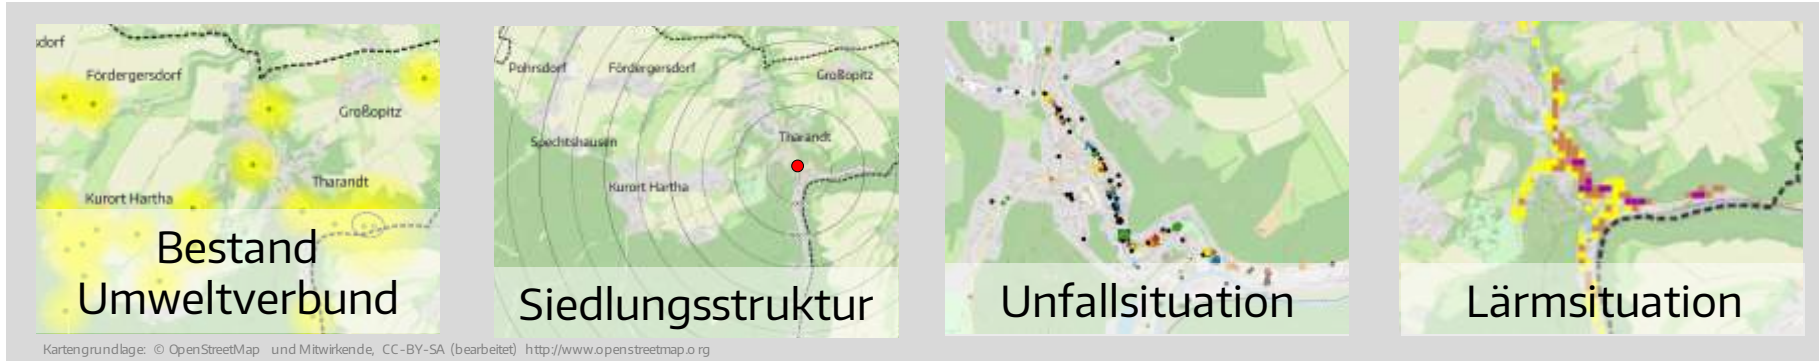 sdorf
Fördergersdorf
Großopitz
Tharandt
Kurort Hartha
Bestand
Umweltverbund
Pohrsdorf
Fördergersdorf
Großopitz
Spechtshausen
Tharandt
Kurort Hartha
Siedlungsstruktur
Unfallsituation
Lärmsituation
Kartengrundlage: © OpenStreetMap und Mitwirkende, CC-BY-SA (bearbeitet) http://www.openstreetmap.org